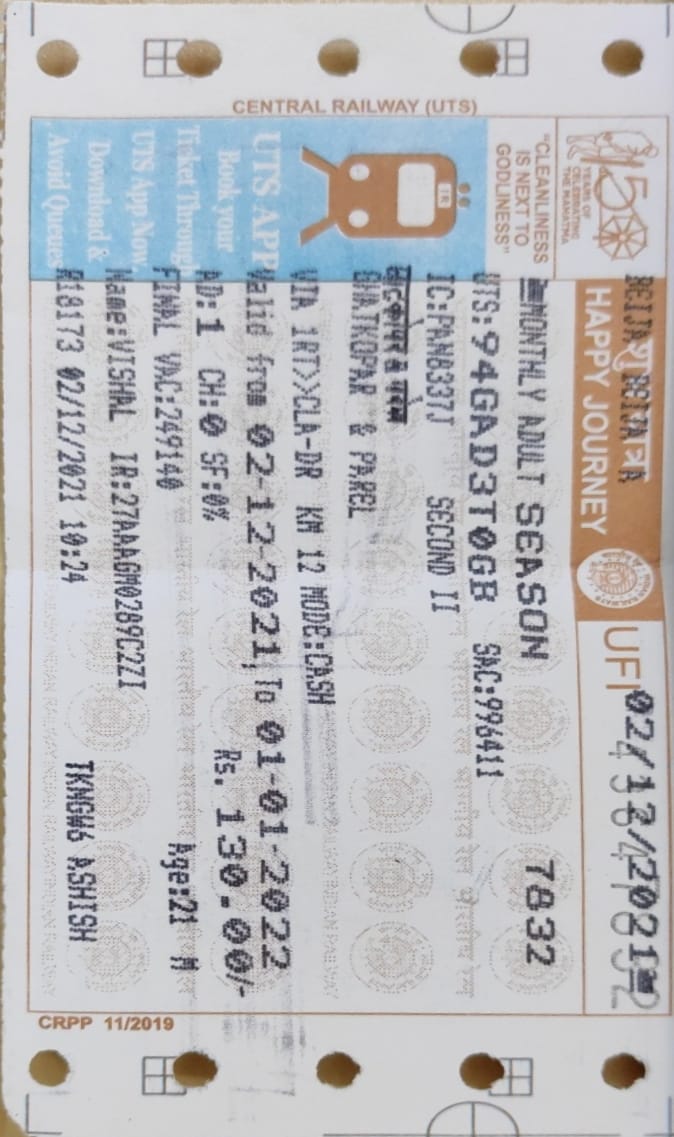 150
YEARS OF
CELEBRATING
THE MAHATMA
"CLEANLINESS
IS NEXT TO
GODLINESS"
CENTRAL RAILWAY (UTS)
IR
UTS APP
Book your
Ticket Through
UTS App Now.
Download &
Avoid Queues
BEIJA BEIJA A
HAPPY JOURNEY
UFI 02/12/2021
MONTHLY ADULT SEASON 7832
UTS:94GAD3T0GB SAC:996411
IC:PAN8337J SECOND II
घाटकोपर & परेल
GHATKOPAR & PAREL
VIA 1RT>>CLA-DR KM 12 MODE:CASH
Valid from 02-12-2021 To 01-01-2022
Rs. 130.00/-
AD:1 CH:0 SF:0%
FINAL VAC:249140 Age:21 M
Name:VISHAL IR:27AAAGM0289C2ZI
R18173 02/12/2021 10:24 TKNGW6 ASHISH
CRPP 11/2019